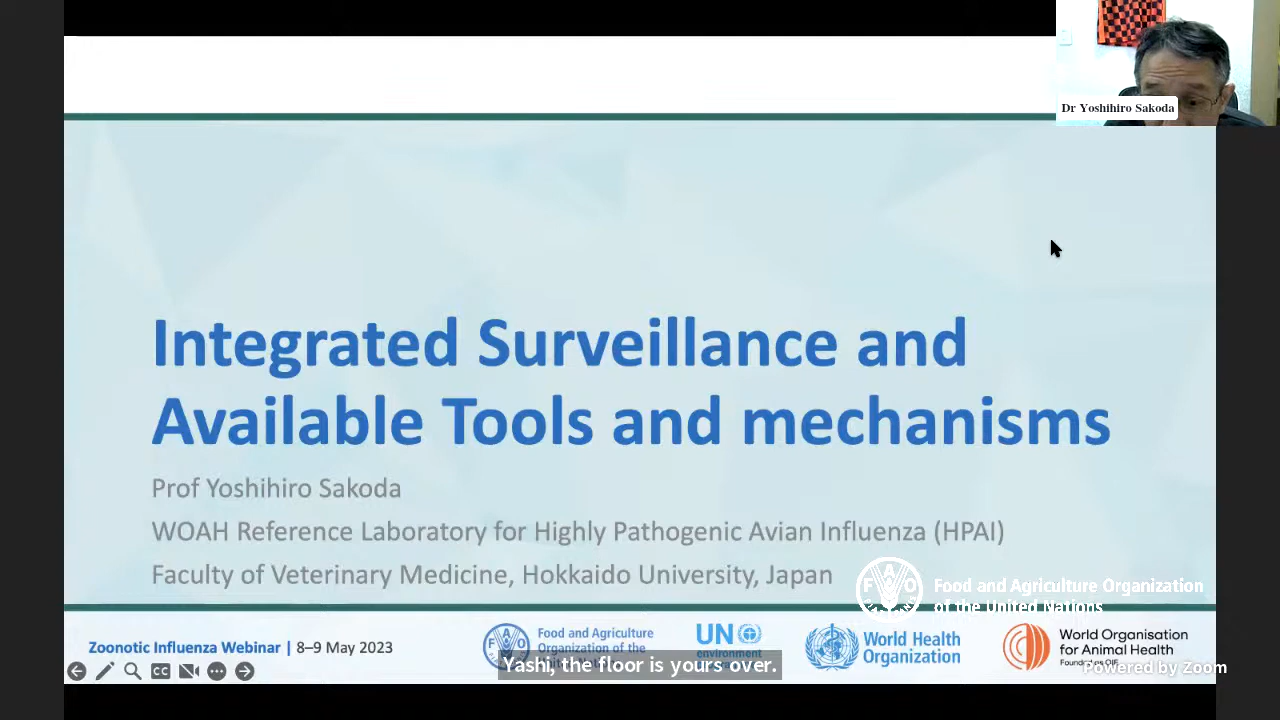 Dr Yoshihiro Sakoda
Integrated Surveillance and
Available Tools and mechanisms
Prof Yoshihiro Sakoda
WOAH Reference Laboratory for Highly Pathogenic Avian Influenza (HPAI)
Faculty of Veterinary Medicine, Hokkaido University, Japan
FAO
Food and Agriculture Organization
of the United Nations
Zoonotic Influenza Webinar | 8–9 May 2023
FAO
Food and Agriculture
Organization of the
UN
environment
World Health
Organization
World Organisation
for Animal Health
Yashi, the floor is yours over.
Powered by Zoom
CC